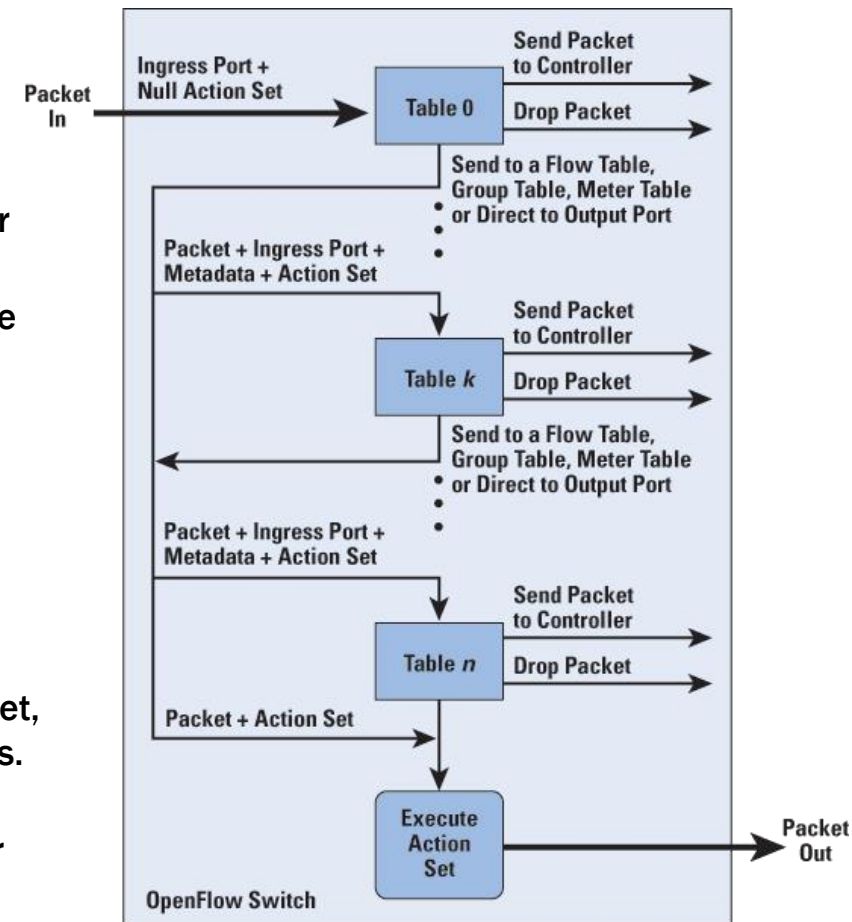 Packet
In
Ingress Port +
Null Action Set
Table 0
Send Packet
to Controller
Drop Packet
Send to a Flow Table,
Group Table, Meter Table
or Direct to Output Port
r
Packet + Ingress Port +
Metadata + Action Set
e
Table k
Send Packet
to Controller
Drop Packet
Send to a Flow Table,
Group Table, Meter Table
or Direct to Output Port
Packet + Ingress Port +
Metadata + Action Set
Table n
Send Packet
to Controller
Drop Packet
et,
Packet + Action Set
s.
Execute
Action
Set
r
Packet
Out
OpenFlow Switch